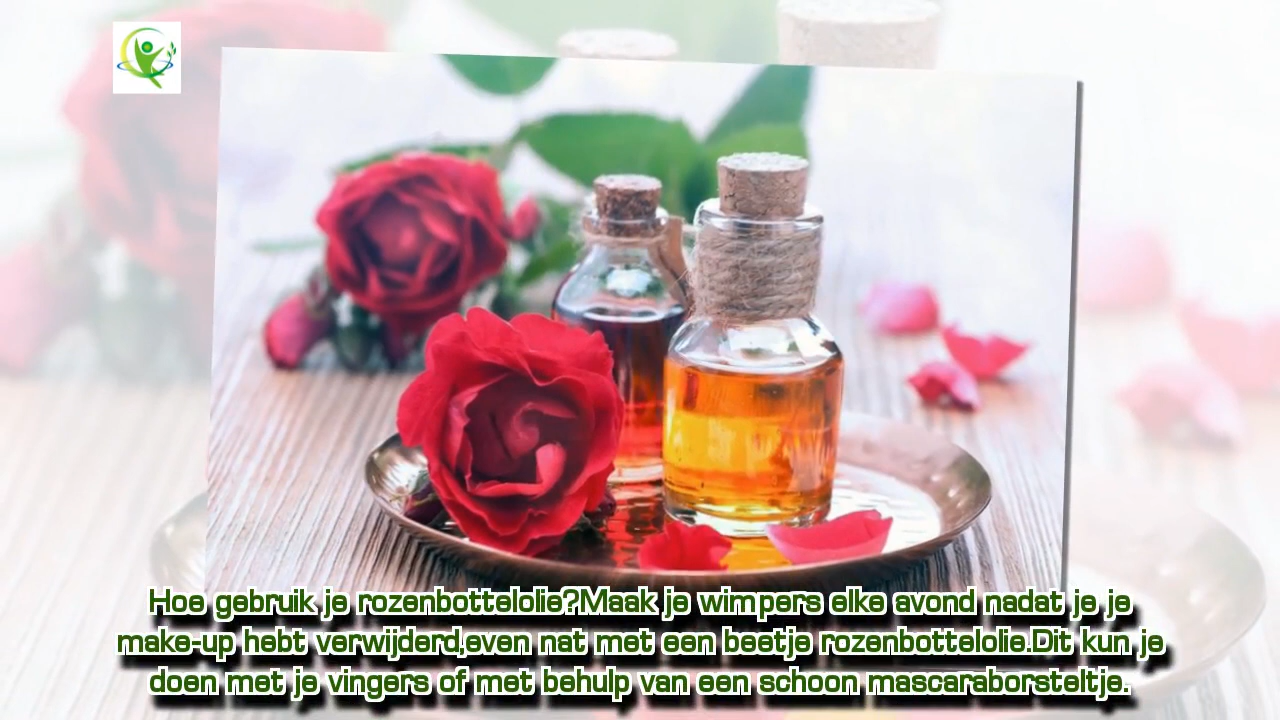 Hoe gebruik je rozenbottelolie?Maak je wimpers elke avond nadat je je
make-up hebt verwijderd,even nat met een beetje rozenbottelolie.Dit kun je
doen met je vingers of met behulp van een schoon mascaraborsteltje.